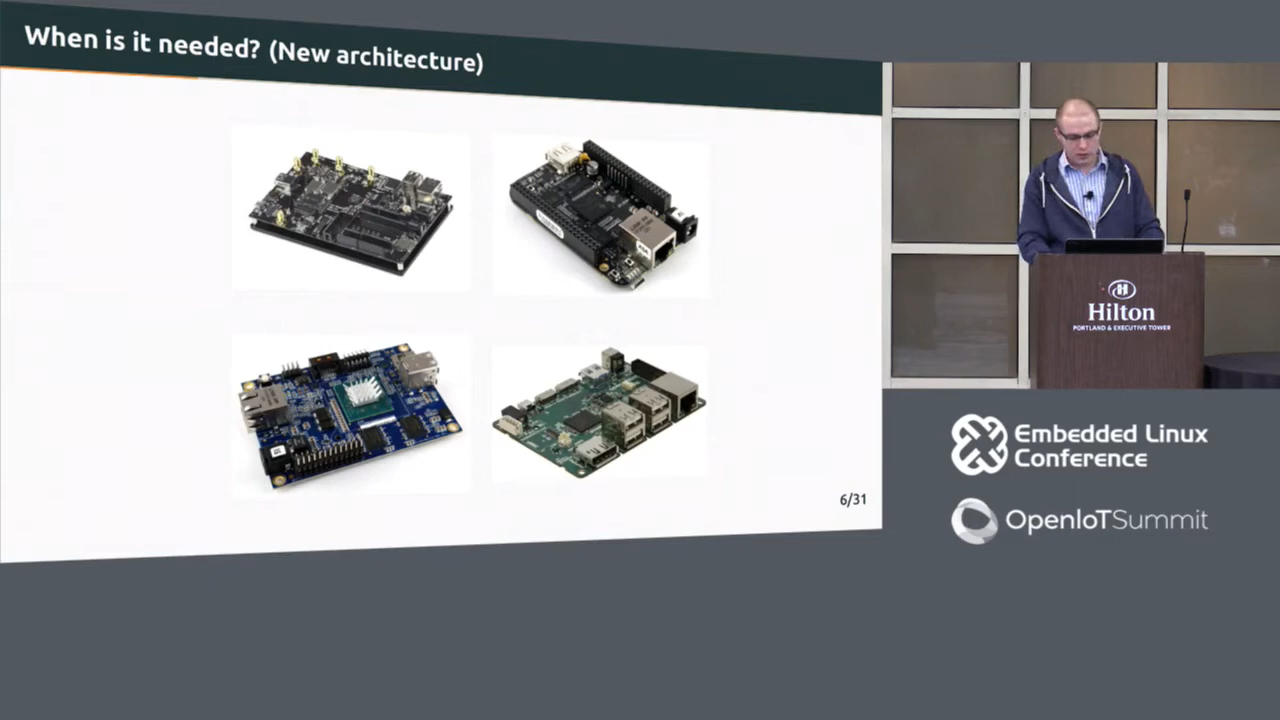 When is it needed? (New architecture)
6/31
Hilton
PORTLAND & EXECUTIVE TOWER
Embedded Linux
Conference
OpenIoTSummit